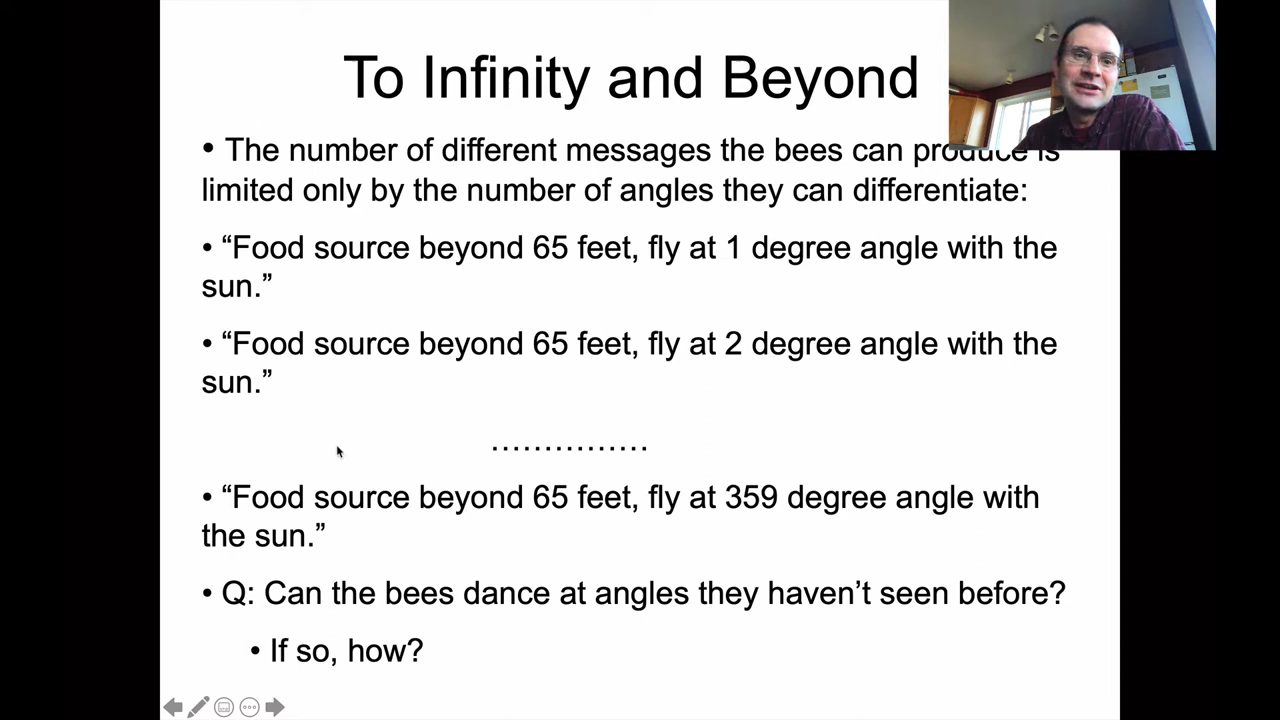 To Infinity and Beyond
• The number of different messages the bees can produce is
limited only by the number of angles they can differentiate:
• “Food source beyond 65 feet, fly at 1 degree angle with the
sun.”
• “Food source beyond 65 feet, fly at 2 degree angle with the
sun.”
……………
• “Food source beyond 65 feet, fly at 359 degree angle with
the sun.”
• Q: Can the bees dance at angles they haven’t seen before?
• If so, how?